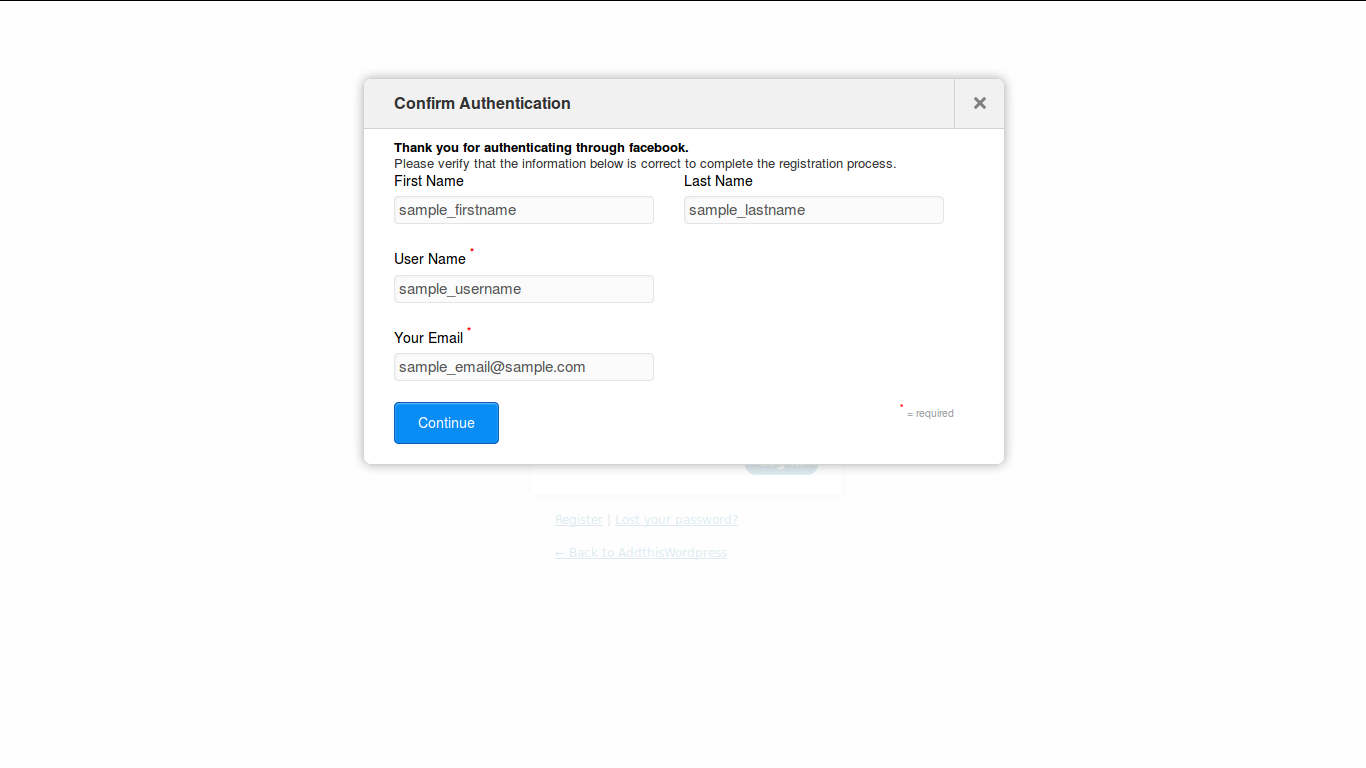 Confirm Authentication
Thank you for authenticating through facebook.
Please verify that the information below is correct to complete the registration process.
First Name Last Name
sample_firstname sample_lastname
User Name *
sample_username
Your Email *
sample_email@sample.com
Continue
* = required
Register | Lost your password?
← Back to AddthisWordpress